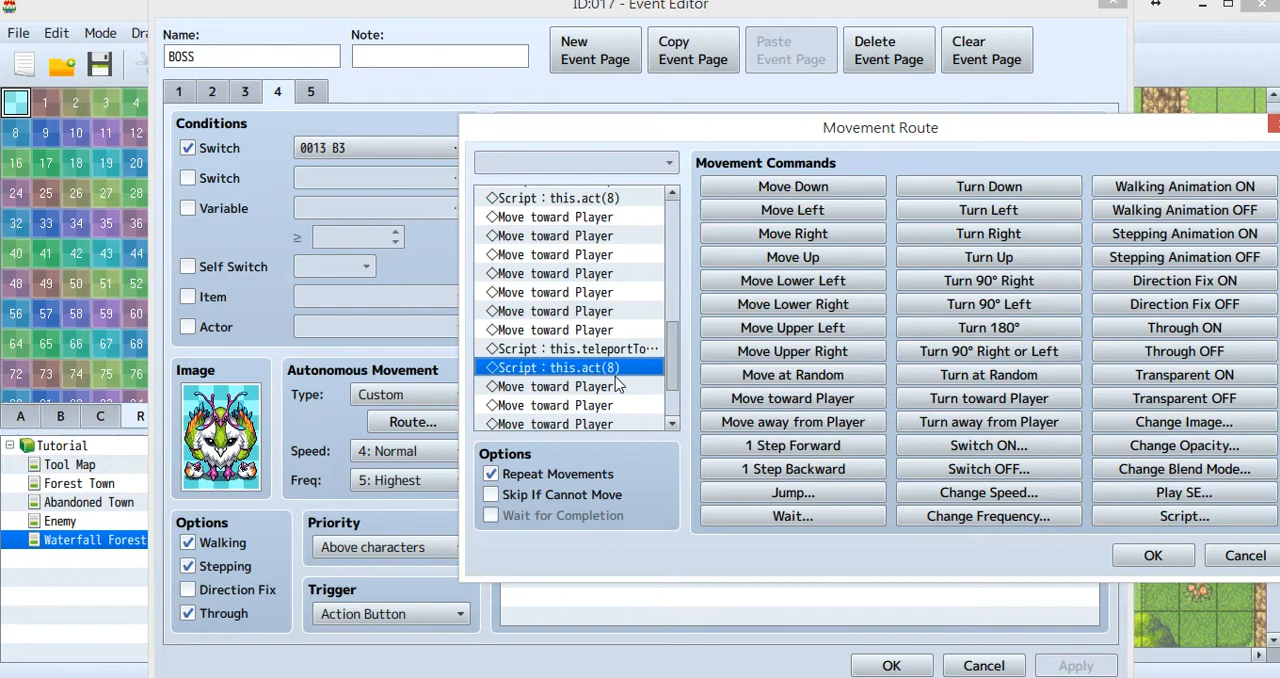 ID:017 - Event Editor
File Edit Mode
Name:
BOSS
Note:
New
Event Page
Copy
Event Page
Paste
Event Page
Delete
Event Page
Clear
Event Page
1 2 3 4 5
1 2 3 4
8 9 10 11 12
16 17 18 19 20
24 25 26 27 28
32 33 34 35 36
40 41 42 43 44
48 49 50 51 52
56 57 58 59 60
64 65 66 67 68
72 73 74 75 76
A B C R
Tutorial
Tool Map
Forest Town
Abandoned Town
Enemy
Waterfall Forest
Conditions
Switch 0013 B3
Switch
Variable
≥
Self Switch
Item
Actor
Image
Autonomous Movement
Type: Custom
Route...
Speed: 4: Normal
Freq: 5: Highest
Options
Walking
Stepping
Direction Fix
Through
Priority
Above characters
Trigger
Action Button
Movement Route
◇Script：this.act(8)
◇Move toward Player
◇Move toward Player
◇Move toward Player
◇Move toward Player
◇Move toward Player
◇Move toward Player
◇Move toward Player
◇Script：this.teleportTo…
◇Script：this.act(8)
◇Move toward Player
◇Move toward Player
◇Move toward Player
Options
Repeat Movements
Skip If Cannot Move
Wait for Completion
Movement Commands
Move Down Turn Down Walking Animation ON
Move Left Turn Left Walking Animation OFF
Move Right Turn Right Stepping Animation ON
Move Up Turn Up Stepping Animation OFF
Move Lower Left Turn 90° Right Direction Fix ON
Move Lower Right Turn 90° Left Direction Fix OFF
Move Upper Left Turn 180° Through ON
Move Upper Right Turn 90° Right or Left Through OFF
Move at Random Turn at Random Transparent ON
Move toward Player Turn toward Player Transparent OFF
Move away from Player Turn away from Player Change Image...
1 Step Forward Switch ON... Change Opacity...
1 Step Backward Switch OFF... Change Blend Mode...
Jump... Change Speed... Play SE...
Wait... Change Frequency... Script...
OK Cancel
OK Cancel Apply